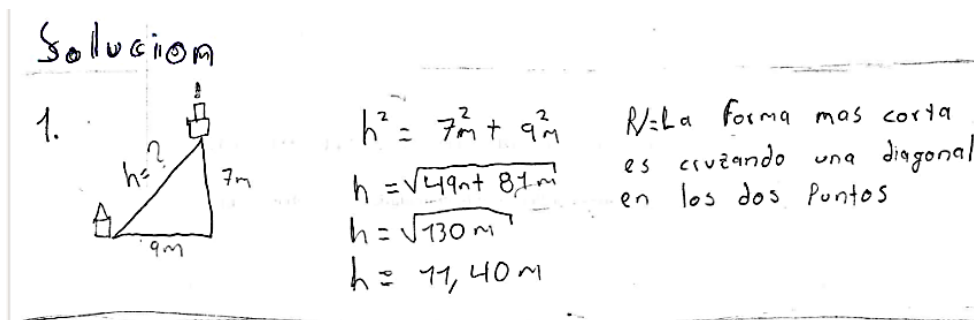 Solucion
1.
h=?
7m
9m
h² = 7²m + 9²m
h = √49m + 81m
h = √130 m
h = 11,40 m
R/=La forma mas corta
es cruzando una diagonal
en los dos Puntos